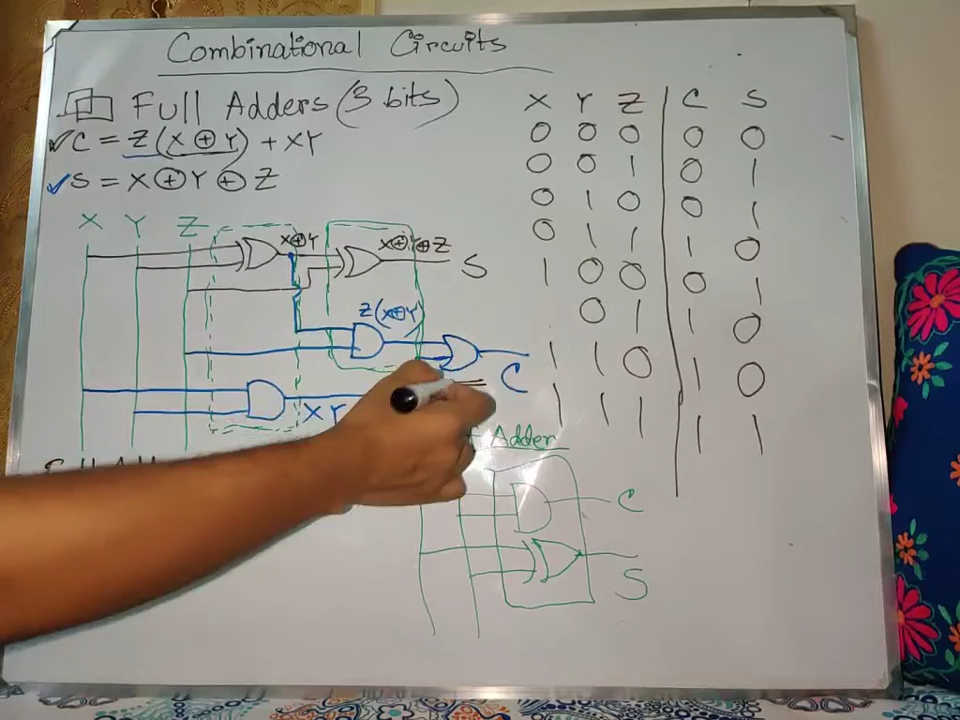 Combinational Circuits
Full Adders (3 bits)
C = Z(X ⊕ Y) + XY
S = X ⊕ Y ⊕ Z
X Y Z
X⊕Y
X⊕Y⊕Z
S
Z(X⊕Y)
C
XY
Adder
C
S
X Y Z C S
0 0 0 0 0
0 0 1 0 1
0 1 0 0 1
0 1 1 1 0
1 0 0 0 1
0 1 1 0
1 1 0 1 0
1 1 1 1 1